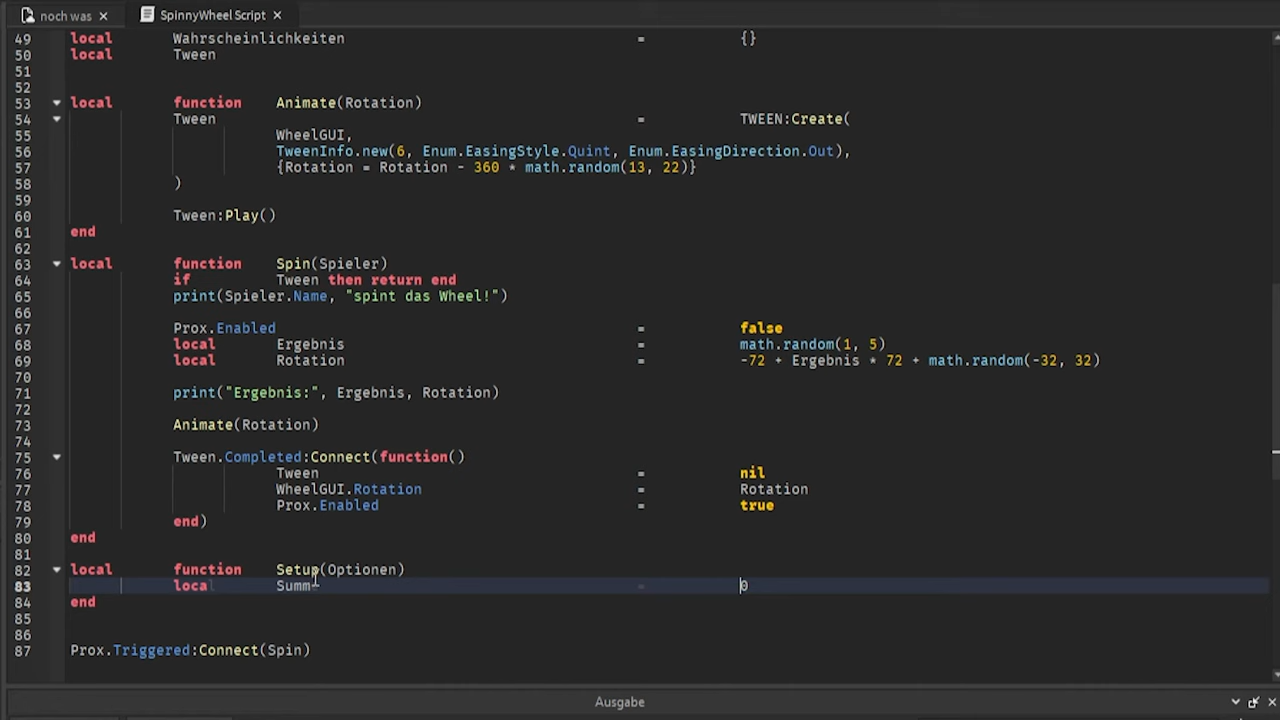 noch was
SpinnyWheel Script
49 local Wahrscheinlichkeiten = {}
50 local Tween
51
52
53 local function Animate(Rotation)
54 Tween = TWEEN:Create(
55 WheelGUI,
56 TweenInfo.new(6, Enum.EasingStyle.Quint, Enum.EasingDirection.Out),
57 {Rotation = Rotation - 360 * math.random(13, 22)}
58 )
59
60 Tween:Play()
61 end
62
63 local function Spin(Spieler)
64 if Tween then return end
65 print(Spieler.Name, "spint das Wheel!")
66
67 Prox.Enabled = false
68 local Ergebnis = math.random(1, 5)
69 local Rotation = -72 + Ergebnis * 72 + math.random(-32, 32)
70
71 print("Ergebnis:", Ergebnis, Rotation)
72
73 Animate(Rotation)
74
75 Tween.Completed:Connect(function()
76 Tween = nil
77 WheelGUI.Rotation = Rotation
78 Prox.Enabled = true
79 end)
80 end
81
82 local function Setup(Optionen)
83 local Summ = 0
84 end
85
86
87 Prox.Triggered:Connect(Spin)
Ausgabe